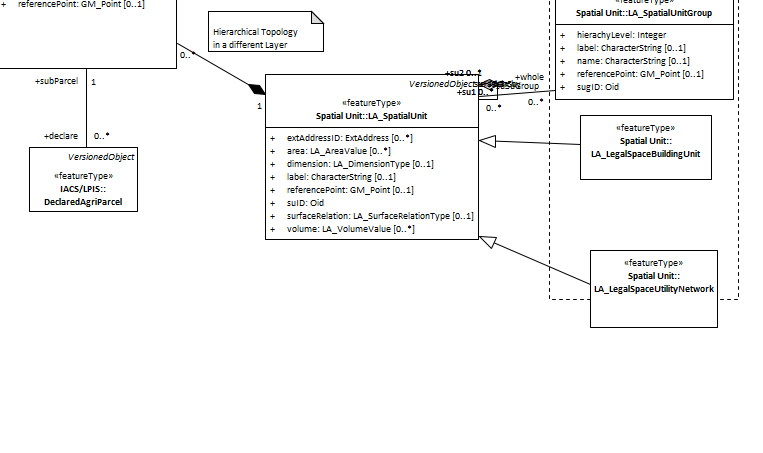 + referencePoint: GM_Point [0..1]
Hierarchical Topology
in a different Layer
0..*
1
+subParcel 1
+declare 0..*
VersionedObject
«featureType»
IACS/LPIS::
DeclaredAgriParcel
VersionedObject
«featureType»
Spatial Unit::LA_SpatialUnit
+ extAddressID: ExtAddress [0..*]
+ area: LA_AreaValue [0..*]
+ dimension: LA_DimensionType [0..1]
+ label: CharacterString [0..1]
+ referencePoint: GM_Point [0..1]
+ suID: Oid
+ surfaceRelation: LA_SurfaceRelationType [0..1]
+ volume: LA_VolumeValue [0..*]
+su2 0..*
+su1 0..*
+whole
0..*
0..*
«featureType»
Spatial Unit::LA_SpatialUnitGroup
+ hierachyLevel: Integer
+ label: CharacterString [0..1]
+ name: CharacterString [0..1]
+ referencePoint: GM_Point [0..1]
+ sugID: Oid
«featureType»
Spatial Unit::
LA_LegalSpaceBuildingUnit
«featureType»
Spatial Unit::
LA_LegalSpaceUtilityNetwork